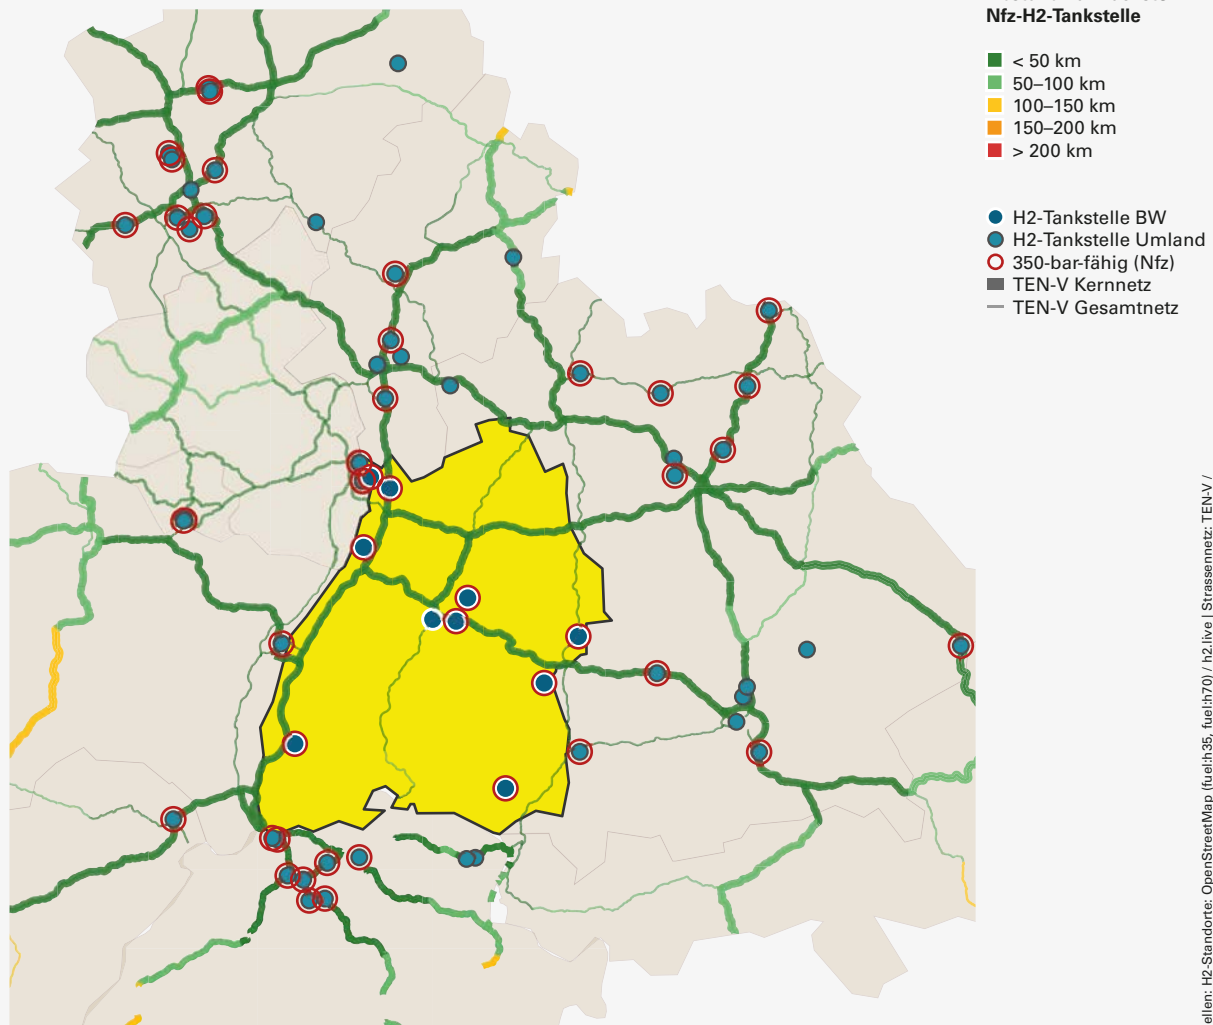 Nfz-H2-Tankstelle
< 50 km
50–100 km
100–150 km
150–200 km
> 200 km
H2-Tankstelle BW
H2-Tankstelle Umland
350-bar-fähig (Nfz)
TEN-V Kernnetz
TEN-V Gesamtnetz
ellen: H2-Standorte: OpenStreetMap (fuel:h35, fuel:h70) / h2.live l Strassennetz: TEN-V /